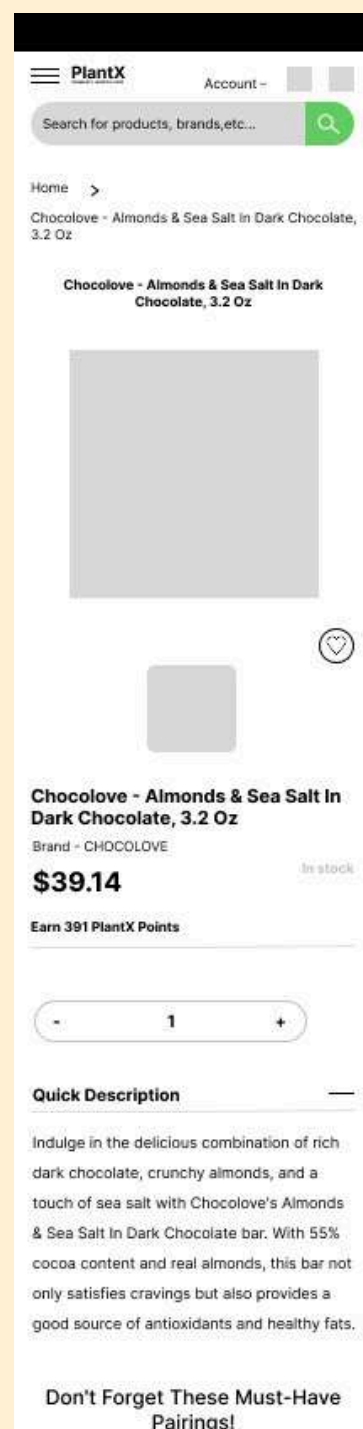 PlantX
Account -
Search for products, brands,etc...
Home >
Chocolove - Almonds & Sea Salt In Dark Chocolate,
3.2 Oz
Chocolove - Almonds & Sea Salt In Dark
Chocolate, 3.2 Oz
Chocolove - Almonds & Sea Salt In
Dark Chocolate, 3.2 Oz
Brand - CHOCOLOVE
$39.14
In stock
Earn 391 PlantX Points
- 1 +
Quick Description
Indulge in the delicious combination of rich
dark chocolate, crunchy almonds, and a
touch of sea salt with Chocolove's Almonds
& Sea Salt In Dark Chocolate bar. With 55%
cocoa content and real almonds, this bar not
only satisfies cravings but also provides a
good source of antioxidants and healthy fats.
Don't Forget These Must-Have
Pairings!